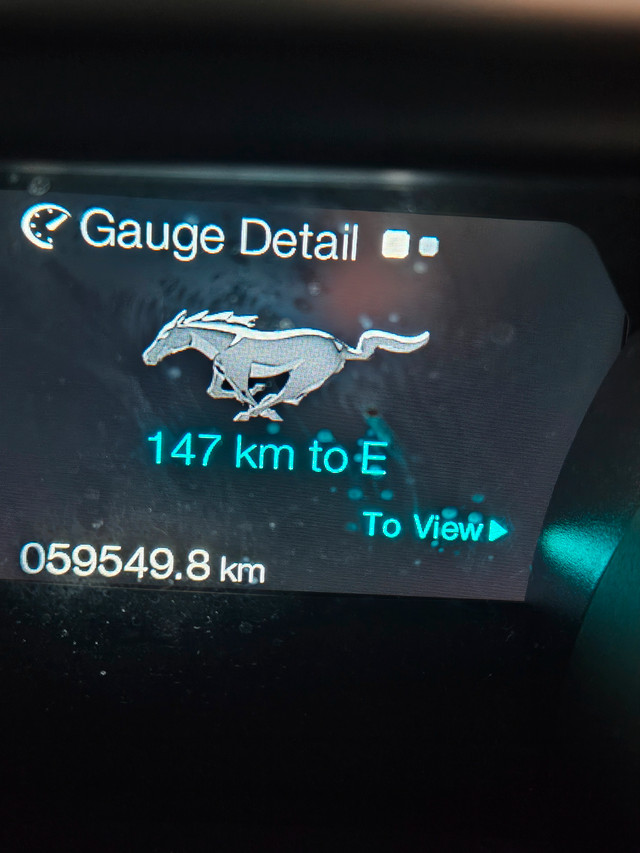 Gauge Detail
147 km to E
To View
059549.8 km